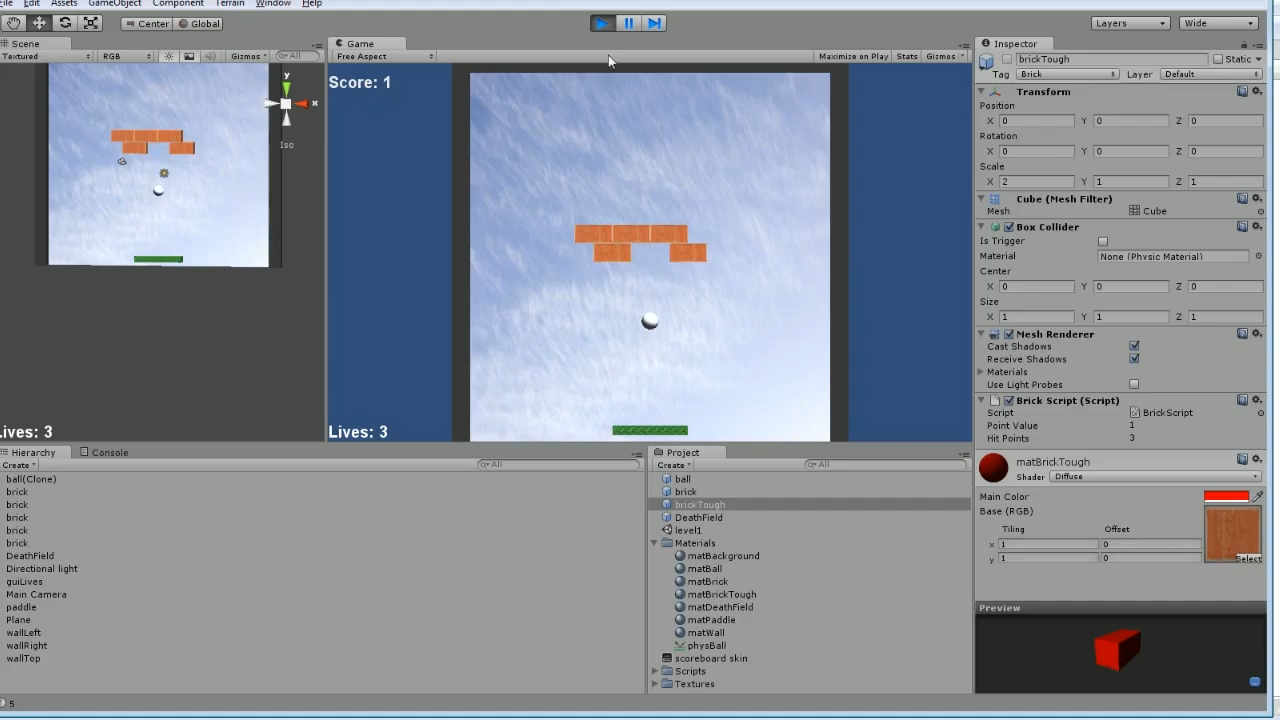 File Edit Assets GameObject Component Terrain Window Help
Center Global Layers Wide
Scene Game Inspector
Textured RGB Gizmos All Free Aspect Maximize on Play Stats Gizmos
brickTough Static
Tag Brick Layer Default
Transform
Position
X 0 Y 0 Z 0
Rotation
X 0 Y 0 Z 0
Scale
X 2 Y 1 Z 1
Cube (Mesh Filter)
Mesh Cube
Box Collider
Is Trigger
Material None (Physic Material)
Center
X 0 Y 0 Z 0
Size
X 1 Y 1 Z 1
Mesh Renderer
Cast Shadows
Receive Shadows
Materials
Use Light Probes
Brick Script (Script)
Script BrickScript
Point Value 1
Hit Points 3
matBrickTough
Shader Diffuse
Main Color
Base (RGB)
Tiling Offset
x 1 0
y 1 0
Select
Preview
y
x
Iso
Lives: 3
Score: 1
Lives: 3
Hierarchy Console
Create All
ball(Clone)
brick
brick
brick
brick
brick
DeathField
Directional light
guiLives
Main Camera
paddle
Plane
wallLeft
wallRight
wallTop
Project
Create All
ball
brick
brickTough
DeathField
level1
Materials
matBackground
matBall
matBrick
matBrickTough
matDeathField
matPaddle
matWall
physBall
scoreboard skin
Scripts
Textures
5